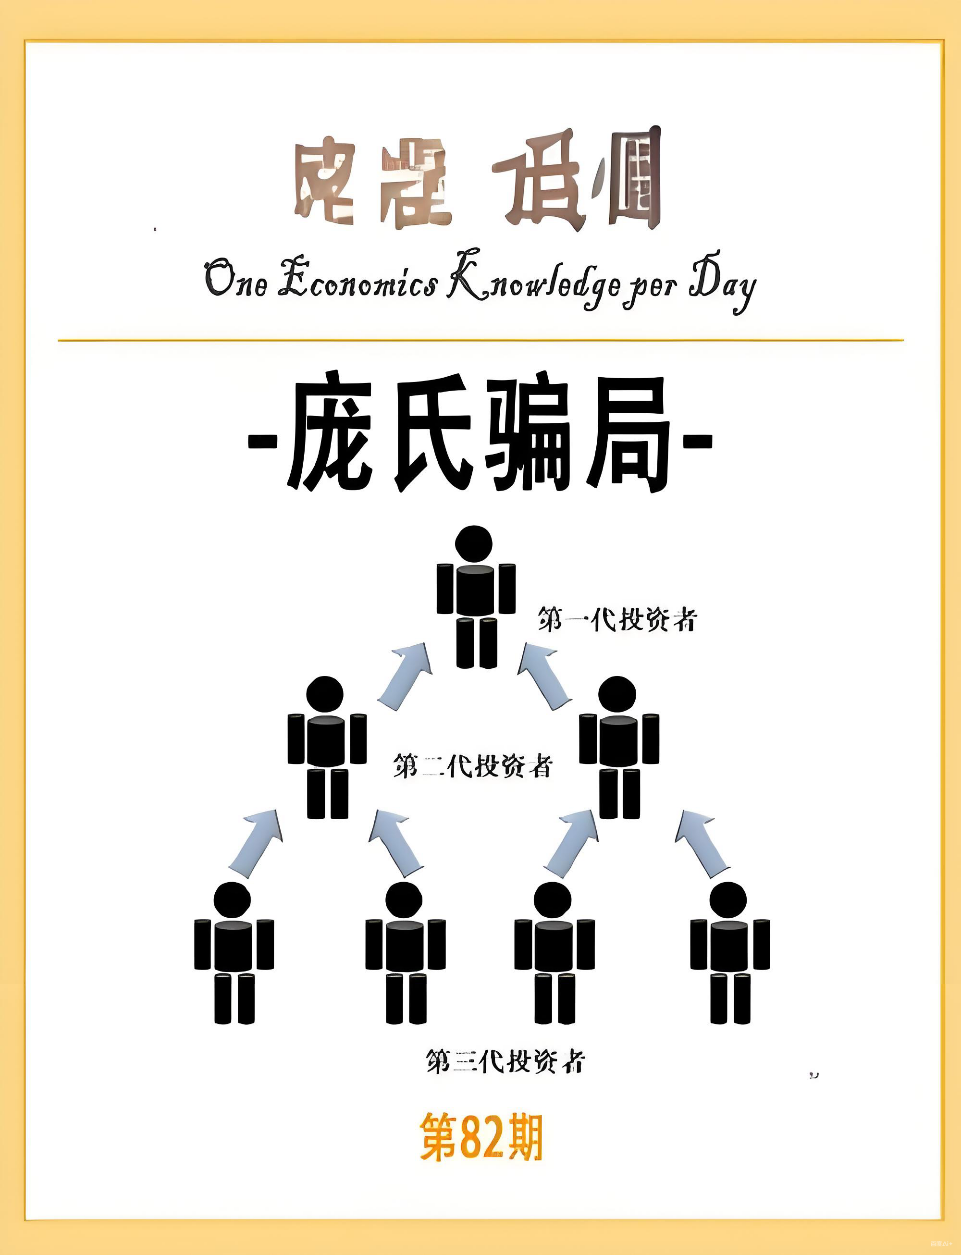 One Economics Knowledge per Day
-庞氏骗局-
第一代投资者
第二代投资者
第三代投资者
第82期